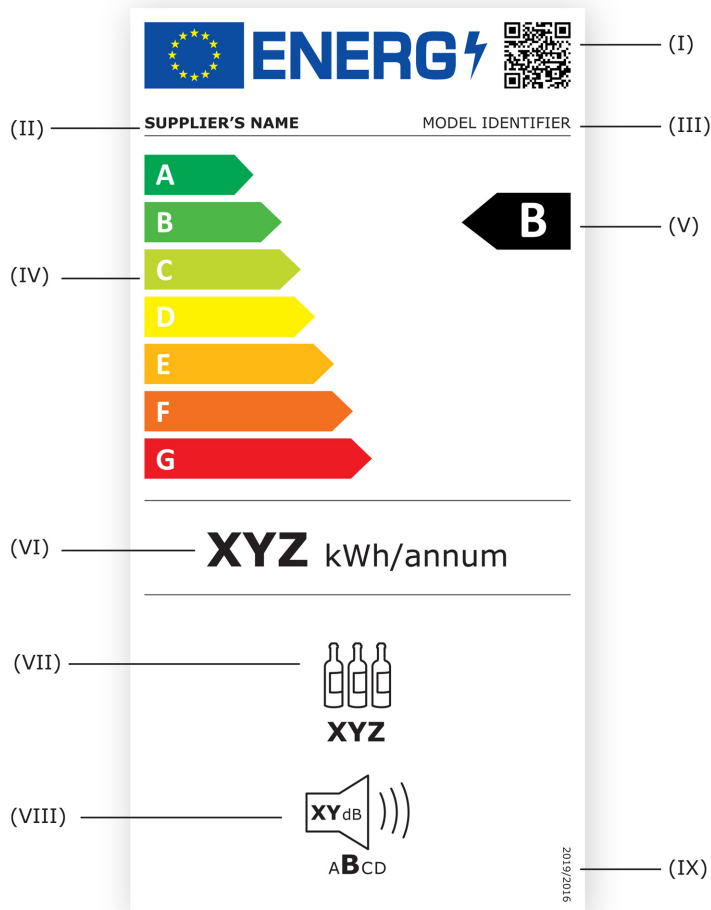 ENERG
(I)
(II)
SUPPLIER'S NAME
MODEL IDENTIFIER
(III)
A
B
B
(V)
(IV)
C
D
E
F
G
(VI)
XYZ kWh/annum
(VII)
XYZ
(VIII)
XYdB
ABCD
2019/2016
(IX)